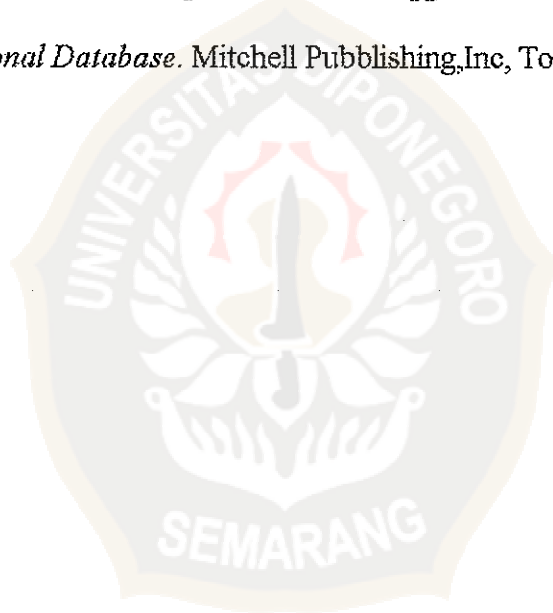 onal Database. Mitchell Pubblishing,Inc, To
UNIVERSITAS DIPONEGORO
SEMARANG